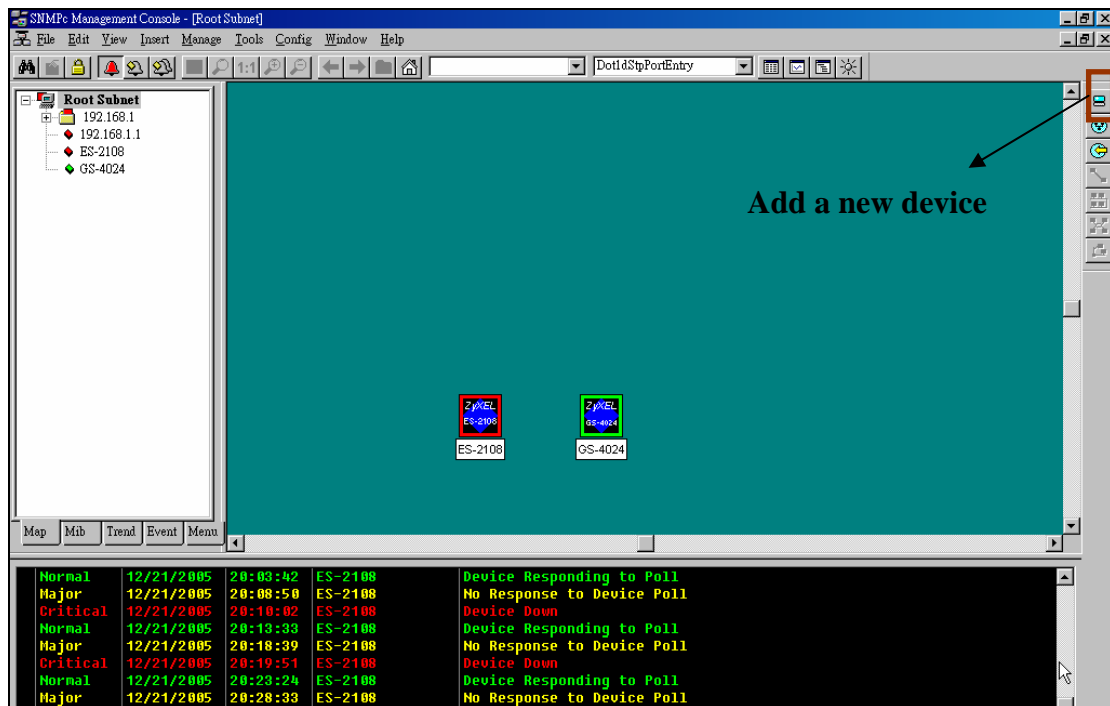 SNMPc Management Console - [Root Subnet]
File Edit View Insert Manage Tools Config Window Help
1:1 Dot1dStpPortEntry
Root Subnet
192.168.1
192.168.1.1
ES-2108
GS-4024
Add a new device
ZyXEL
ES-2108
ES-2108
ZyXEL
GS-4024
GS-4024
Map Mib Trend Event Menu
Normal 12/21/2005 20:03:42 ES-2108 Device Responding to Poll
Major 12/21/2005 20:08:50 ES-2108 No Response to Device Poll
Critical 12/21/2005 20:10:02 ES-2108 Device Down
Normal 12/21/2005 20:13:33 ES-2108 Device Responding to Poll
Major 12/21/2005 20:18:39 ES-2108 No Response to Device Poll
Critical 12/21/2005 20:19:51 ES-2108 Device Down
Normal 12/21/2005 20:23:24 ES-2108 Device Responding to Poll
Major 12/21/2005 20:28:33 ES-2108 No Response to Device Poll